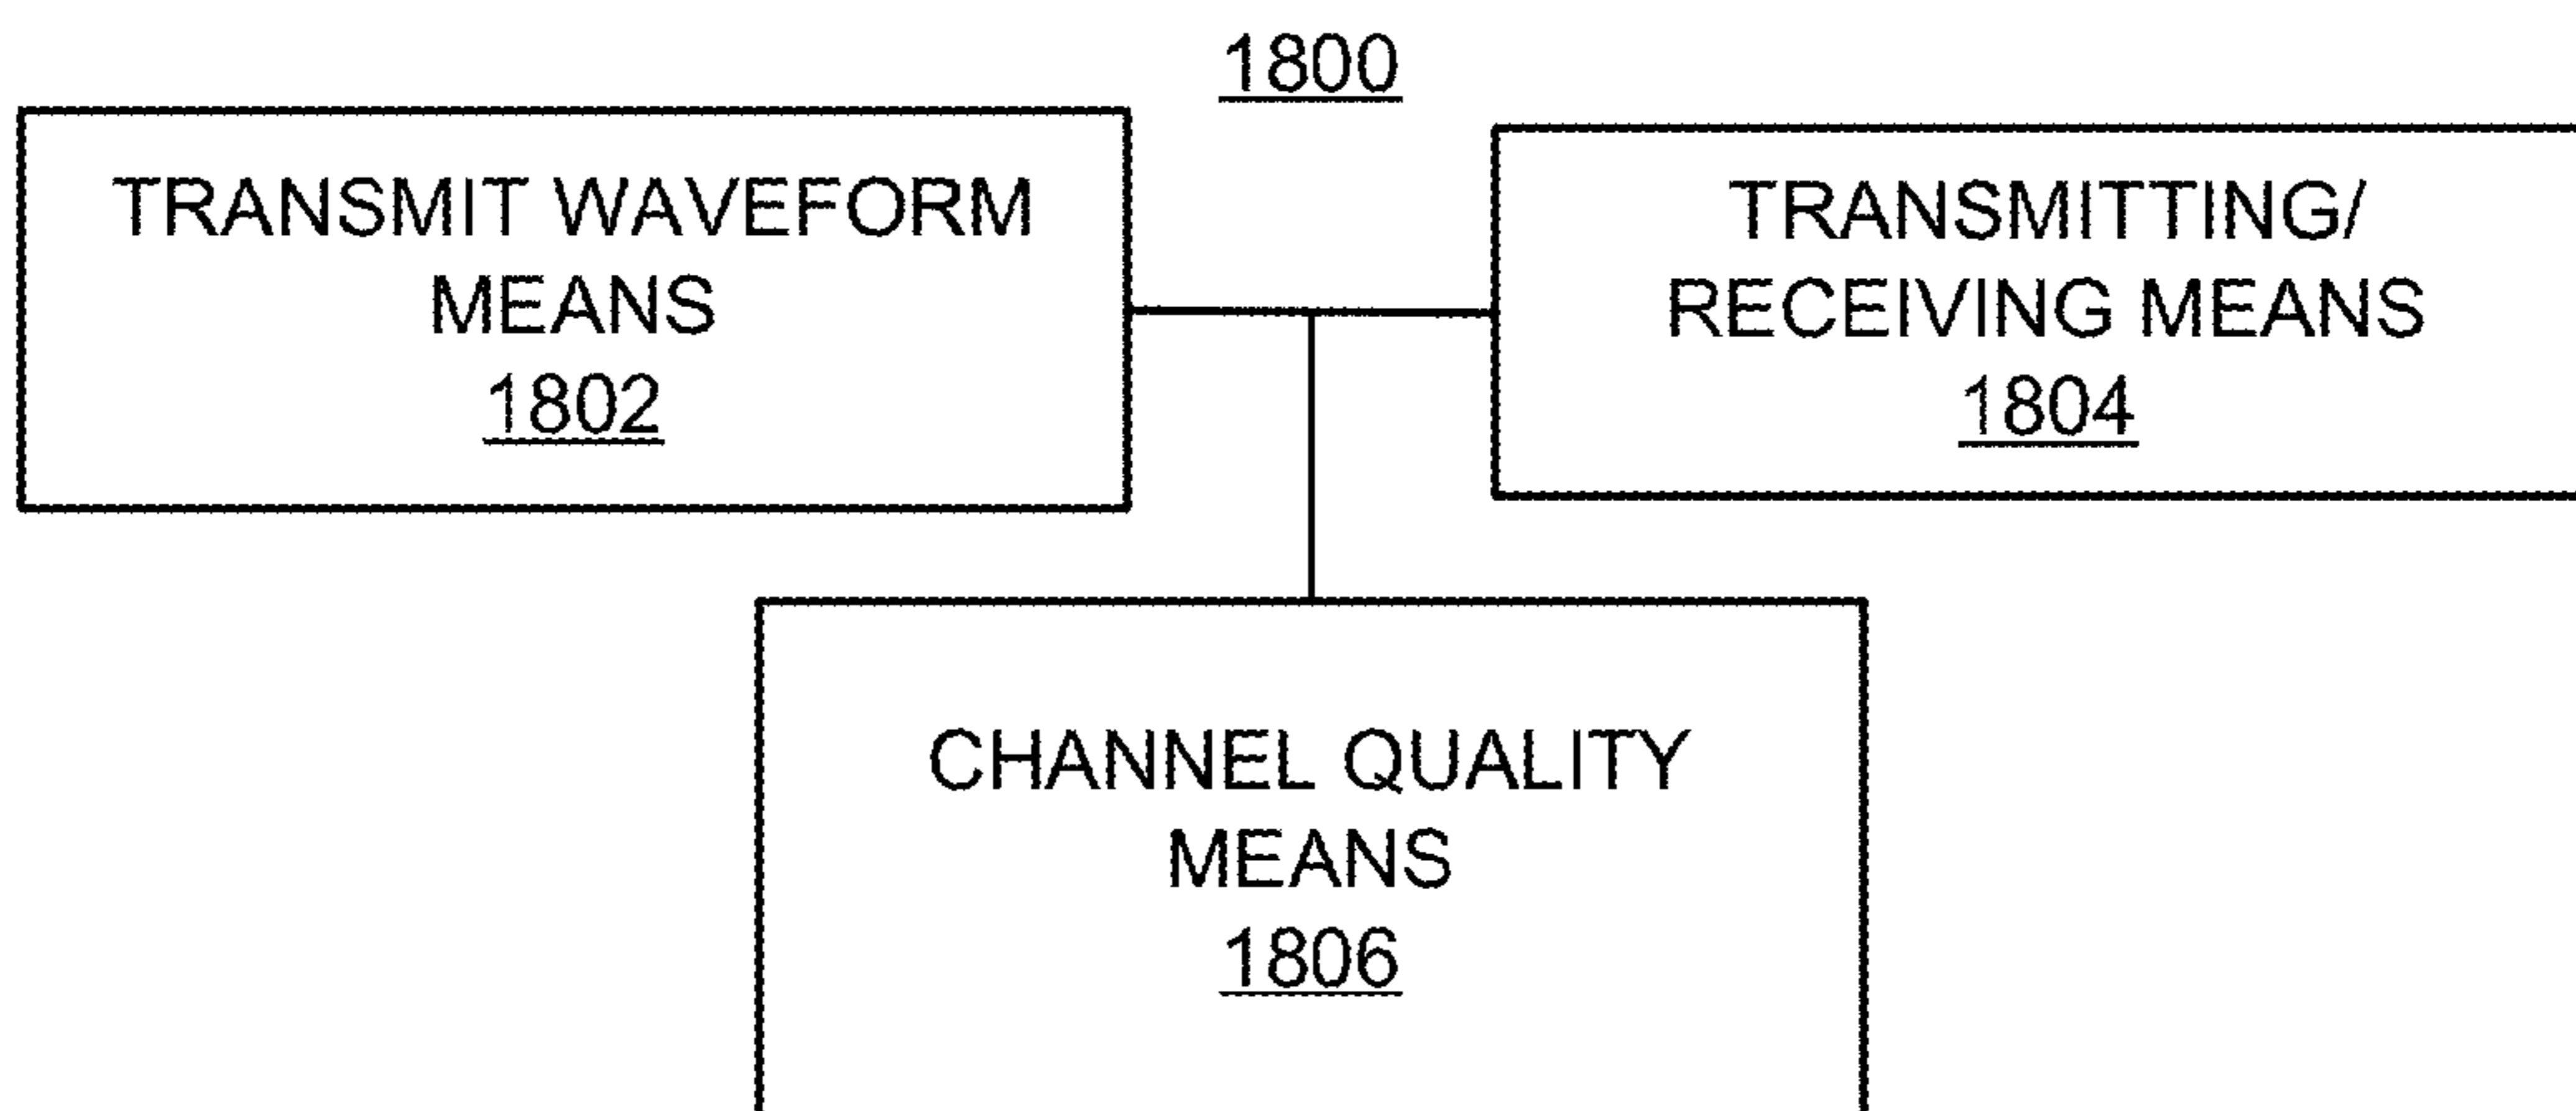 1800
TRANSMIT WAVEFORM
MEANS
1802
TRANSMITTING/
RECEIVING MEANS
1804
CHANNEL QUALITY
MEANS
1806